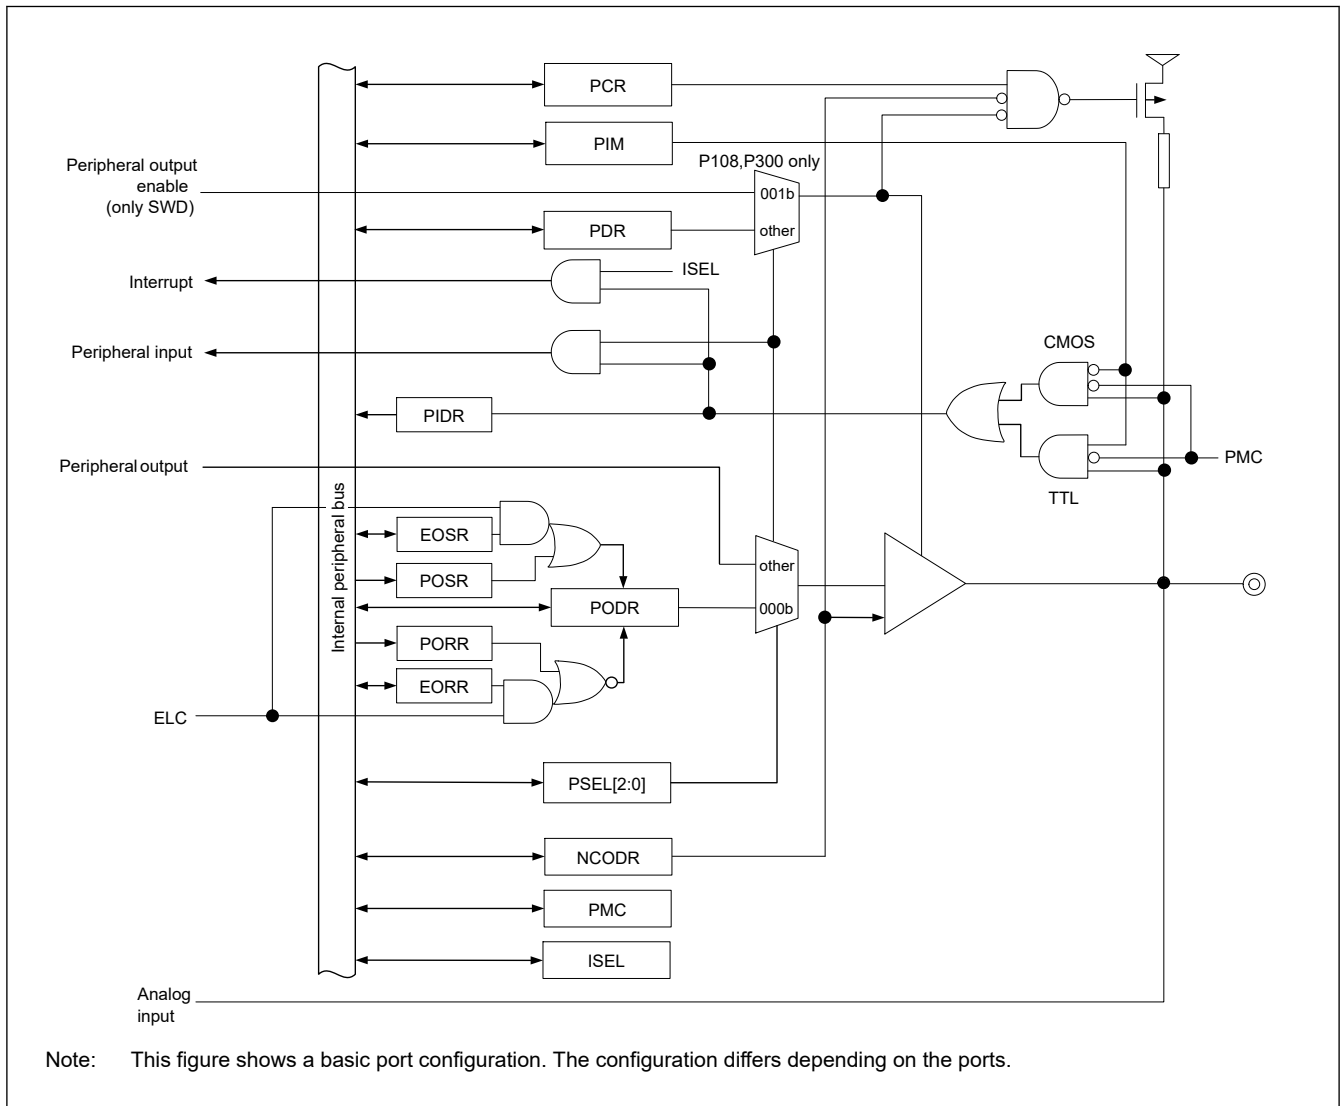 PCR
PIM
P108,P300 only
Peripheral output
enable
(only SWD)
001b
other
PDR
ISEL
Interrupt
CMOS
Peripheral input
PIDR
PMC
Peripheral output
TTL
Internal peripheral bus
EOSR
other
POSR
PODR
000b
PORR
EORR
ELC
PSEL[2:0]
NCODR
PMC
ISEL
Analog
input
Note: This figure shows a basic port configuration. The configuration differs depending on the ports.